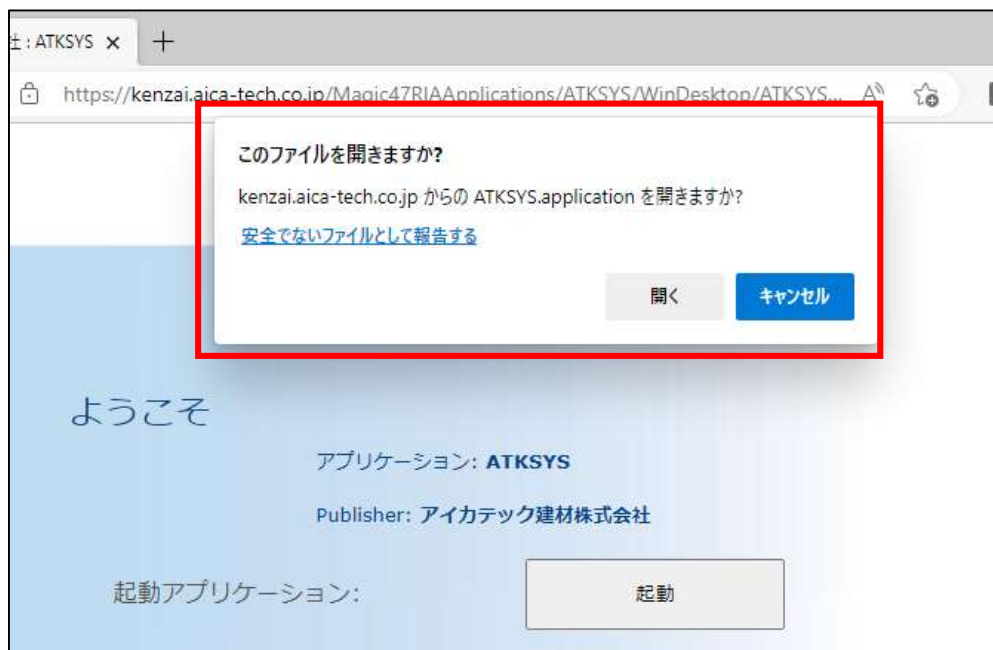 社 : ATKSYS
https://kenzai.aica-tech.co.jp/Magic47RIAApplications/ATKSYS/WinDesktop/ATKSYS...
このファイルを開きますか?
kenzai.aica-tech.co.jp からの ATKSYS.application を開きますか?
安全でないファイルとして報告する
開く
キャンセル
ようこそ
アプリケーション: ATKSYS
Publisher: アイカテック建材株式会社
起動アプリケーション:
起動